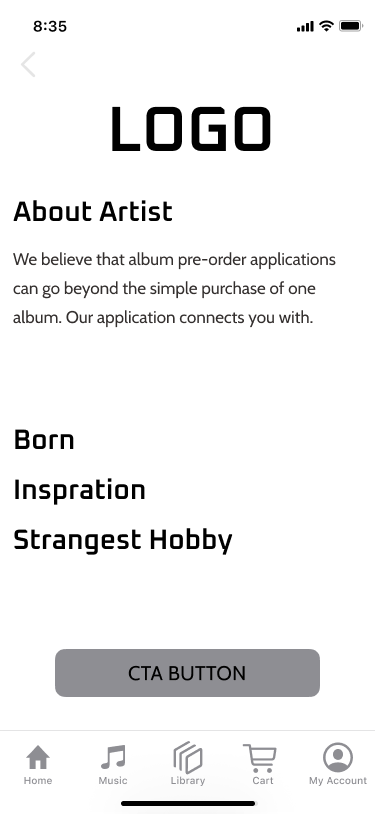 8:35
LOGO
About Artist
We believe that album pre-order applications
can go beyond the simple purchase of one
album. Our application connects you with.
Born
Inspration
Strangest Hobby
CTA BUTTON
Home
Music
Library
Cart
My Account